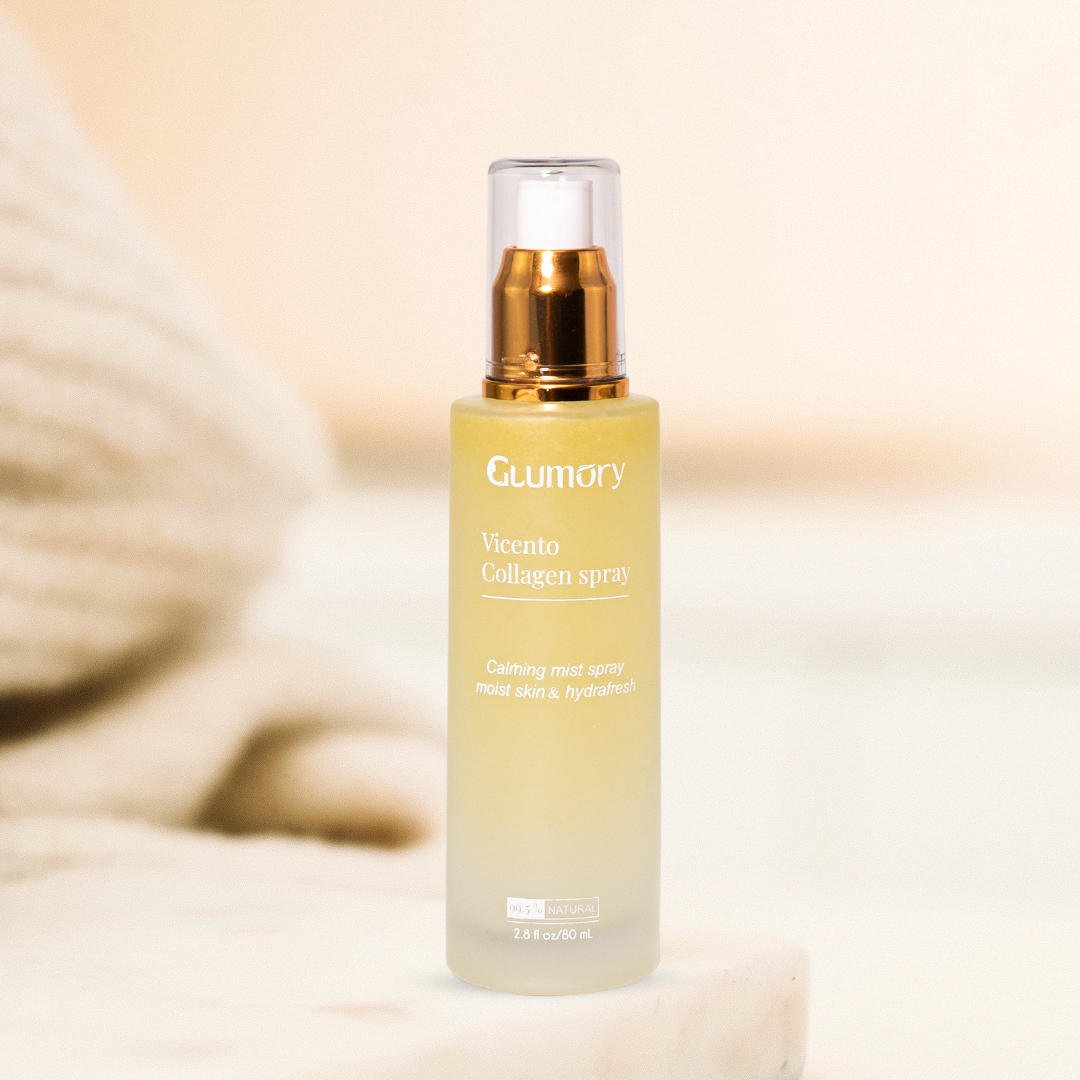 Glumory
Vicento
Collagen spray
Calming mist spray
moist skin & hydrafresh
99.5% NATURAL
2.8 fl oz/80 mL